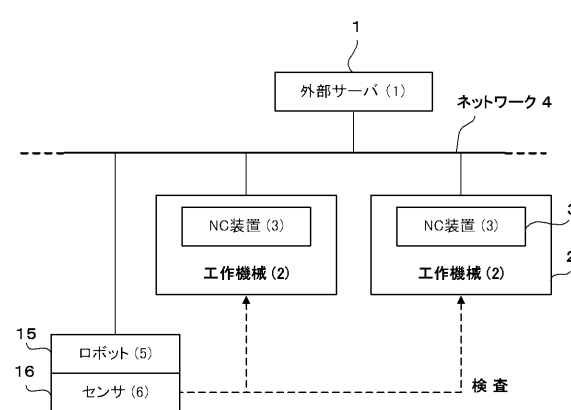 1
外部サーバ(1)
ネットワーク 4
NC装置(3)
工作機械(2)
NC装置(3)
工作機械(2)
3
2
15
ロボット(5)
16
センサ(6)
検 査